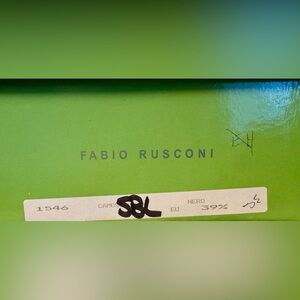 FABIO RUSCONI
1546 SBL NERO
EU 39½